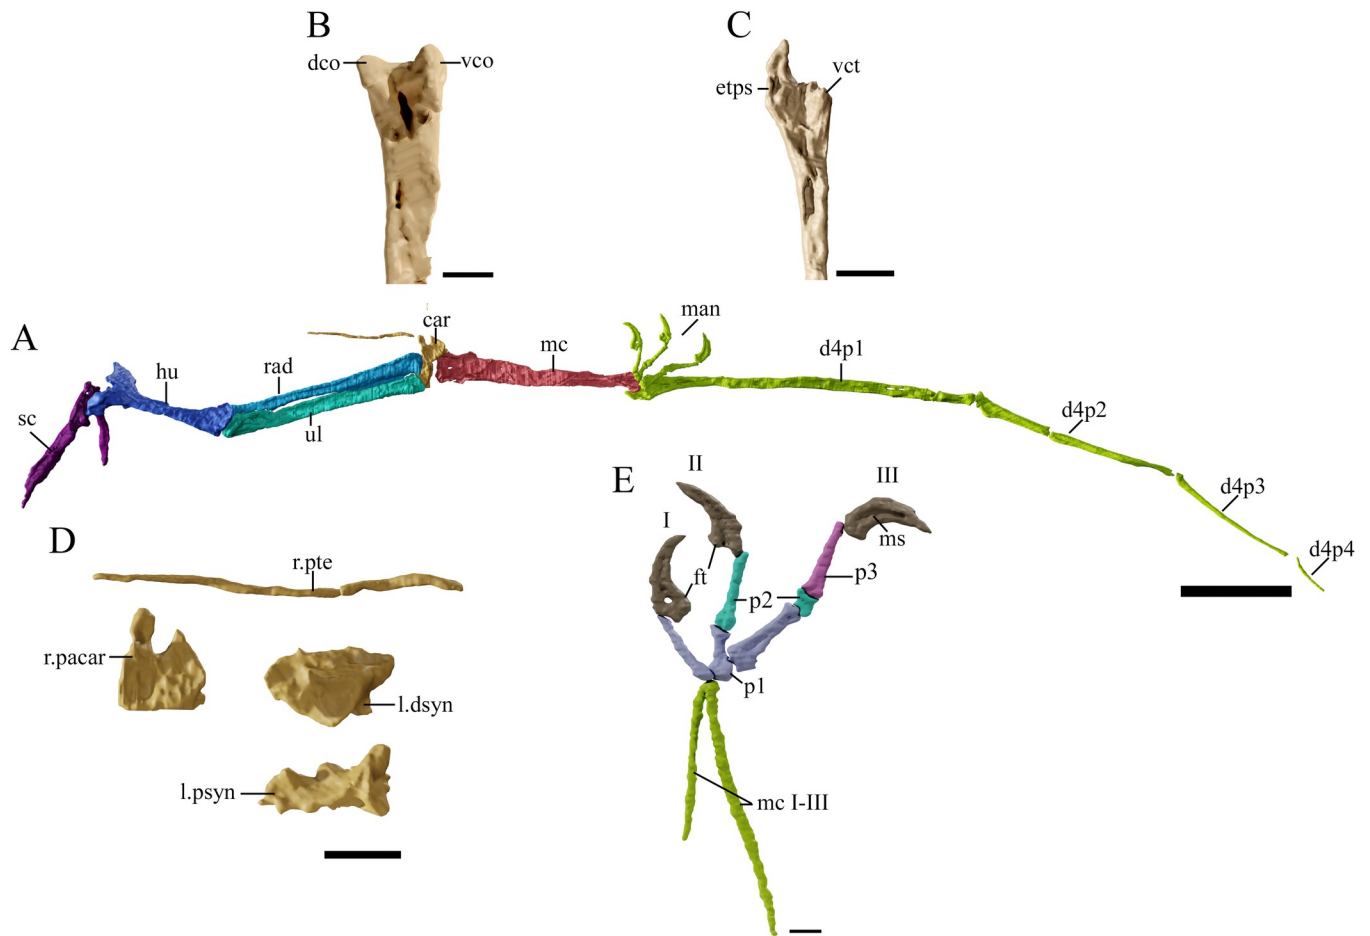 B
dco
vco
C
etps
vct
A
sc
hu
rad
ul
car
mc
man
d4p1
d4p2
d4p3
d4p4
D
r.pte
r.pacar
l.dsyn
l.psyn
E
I
II
III
ft
ms
p3
p2
p1
mc I-III